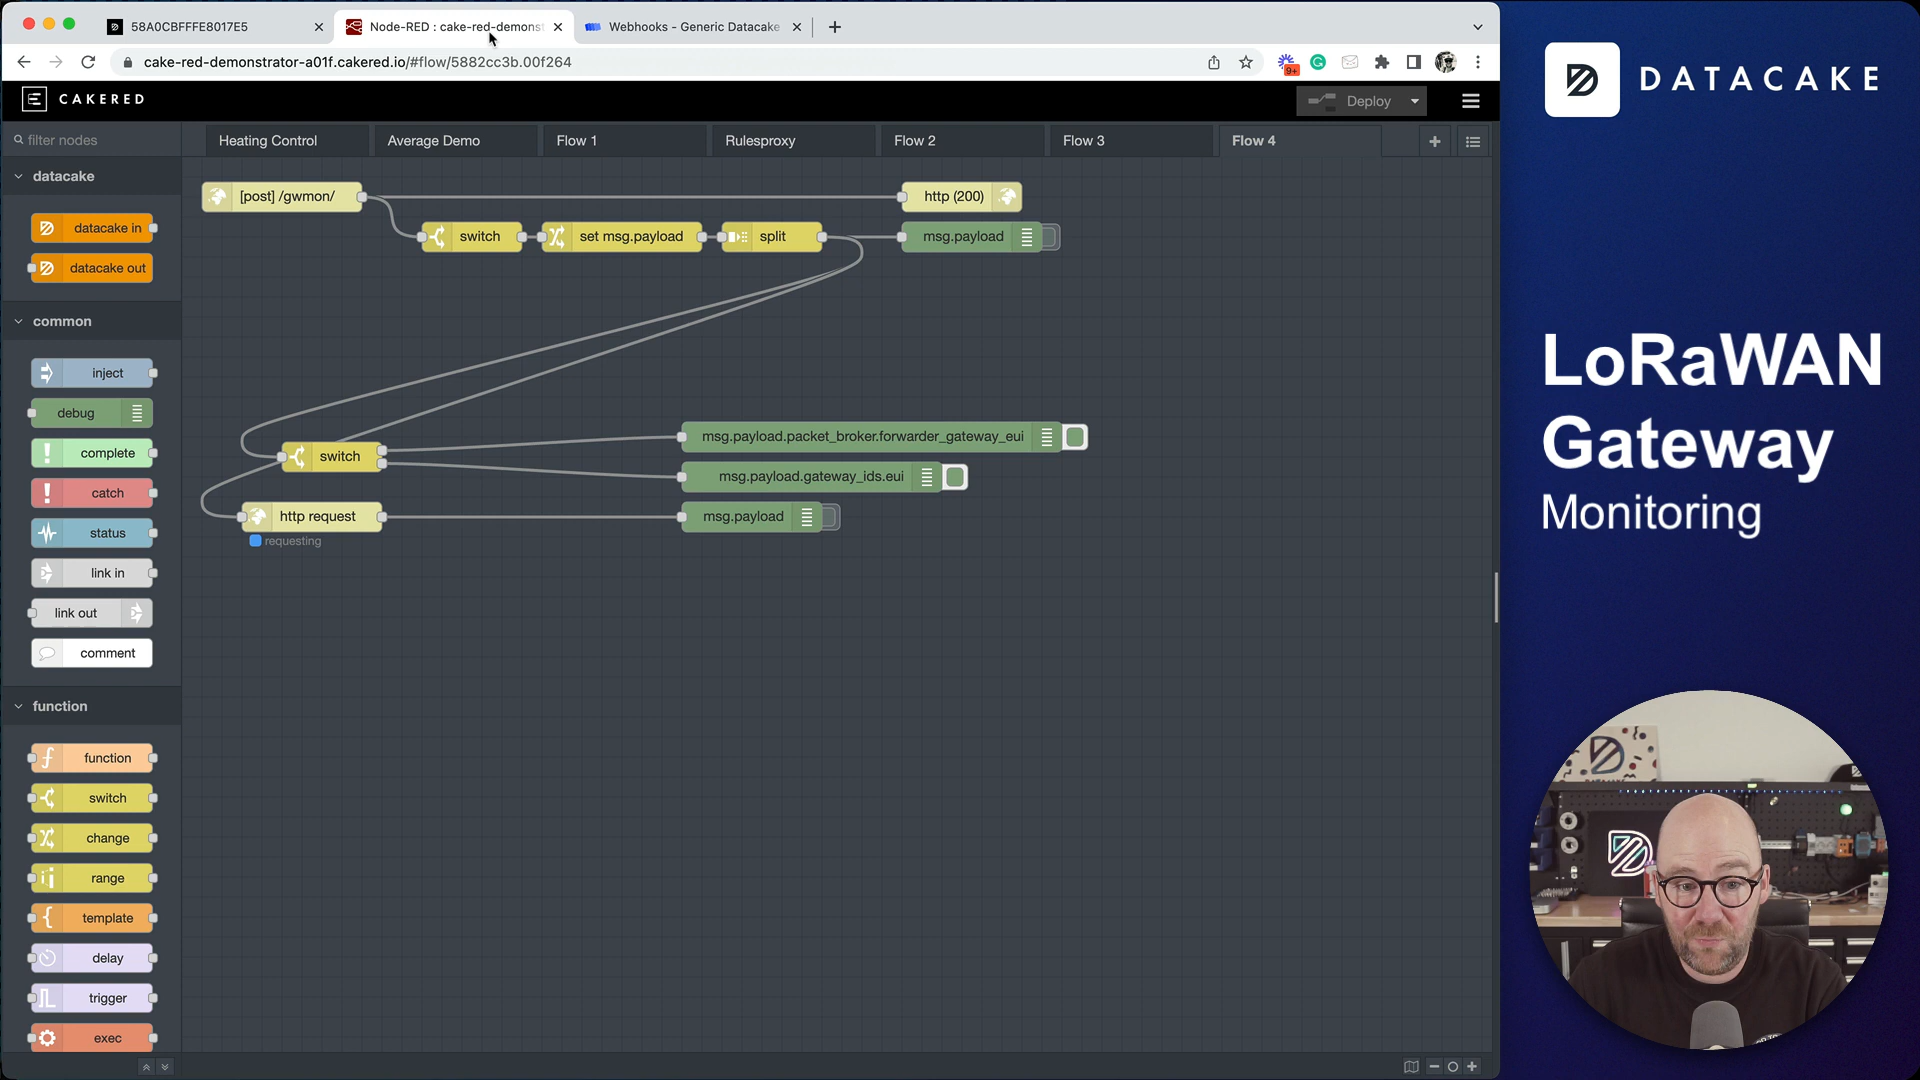 58A0CBFFFE8017E5
Node-RED : cake-red-demonst
Webhooks - Generic Datacake
cake-red-demonstrator-a01f.cakered.io/#flow/5882cc3b.00f264
9+
CAKERED
Deploy
filter nodes
Heating Control
Average Demo
Flow 1
Rulesproxy
Flow 2
Flow 3
Flow 4
datacake
datacake in
datacake out
common
inject
debug
complete
catch
status
link in
link out
comment
function
function
switch
change
range
template
delay
trigger
exec
[post] /gwmon/
http (200)
switch
set msg.payload
split
msg.payload
switch
msg.payload.packet_broker.forwarder_gateway_eui
msg.payload.gateway_ids.eui
http request
msg.payload
requesting
DATACAKE
LoRaWAN
Gateway
Monitoring